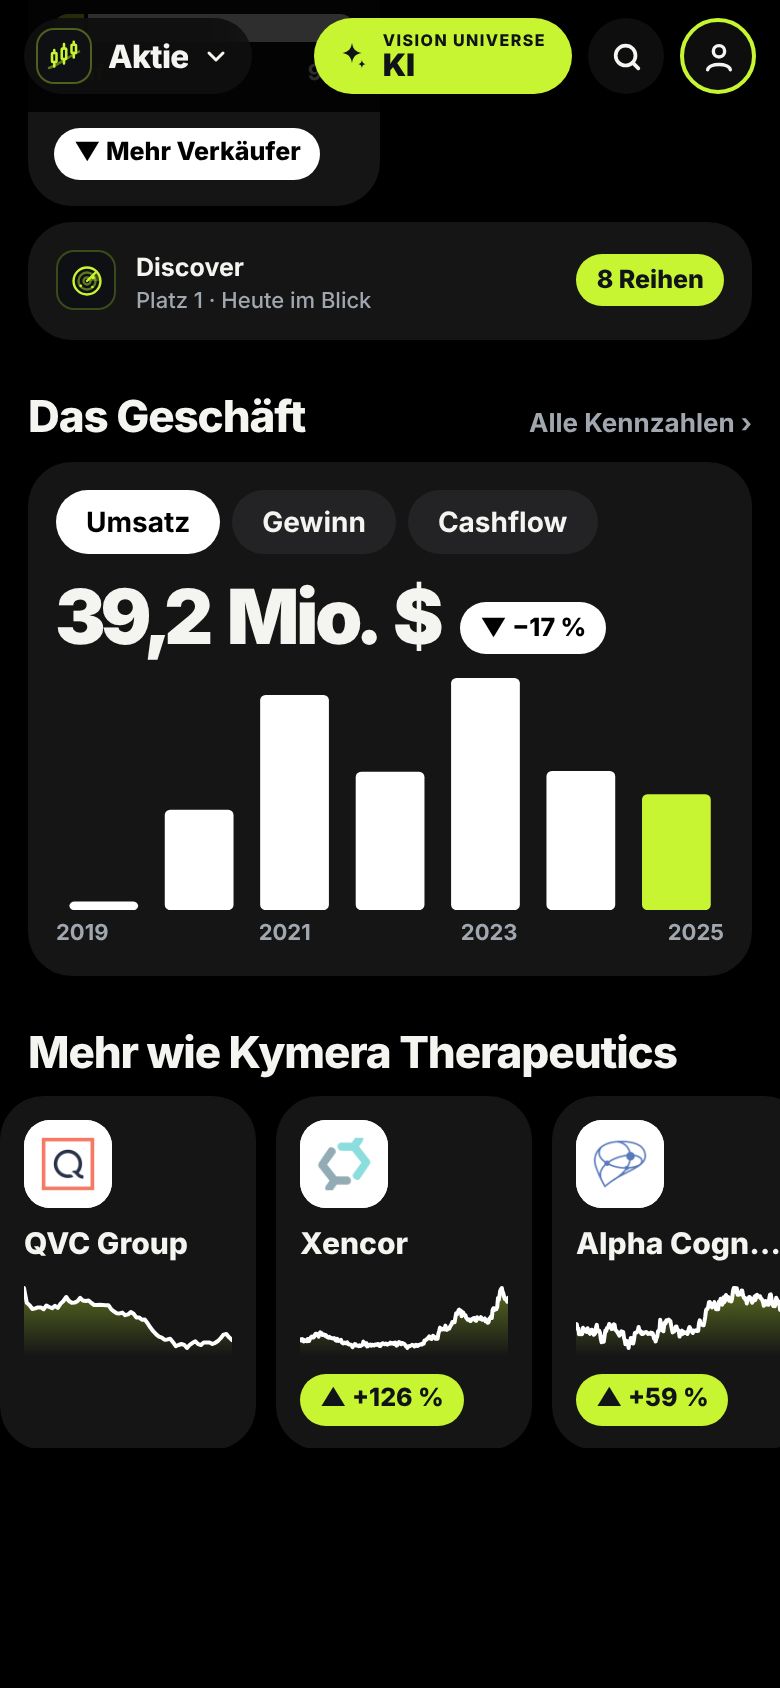 Aktie
VISION UNIVERSE
KI
▼ Mehr Verkäufer
Discover
Platz 1 · Heute im Blick
8 Reihen
Das Geschäft
Alle Kennzahlen ›
Umsatz
Gewinn
Cashflow
39,2 Mio. $
▼ −17 %
2019
2021
2023
2025
Mehr wie Kymera Therapeutics
QVC Group
Xencor
Alpha Cogn...
▲ +126 %
▲ +59 %